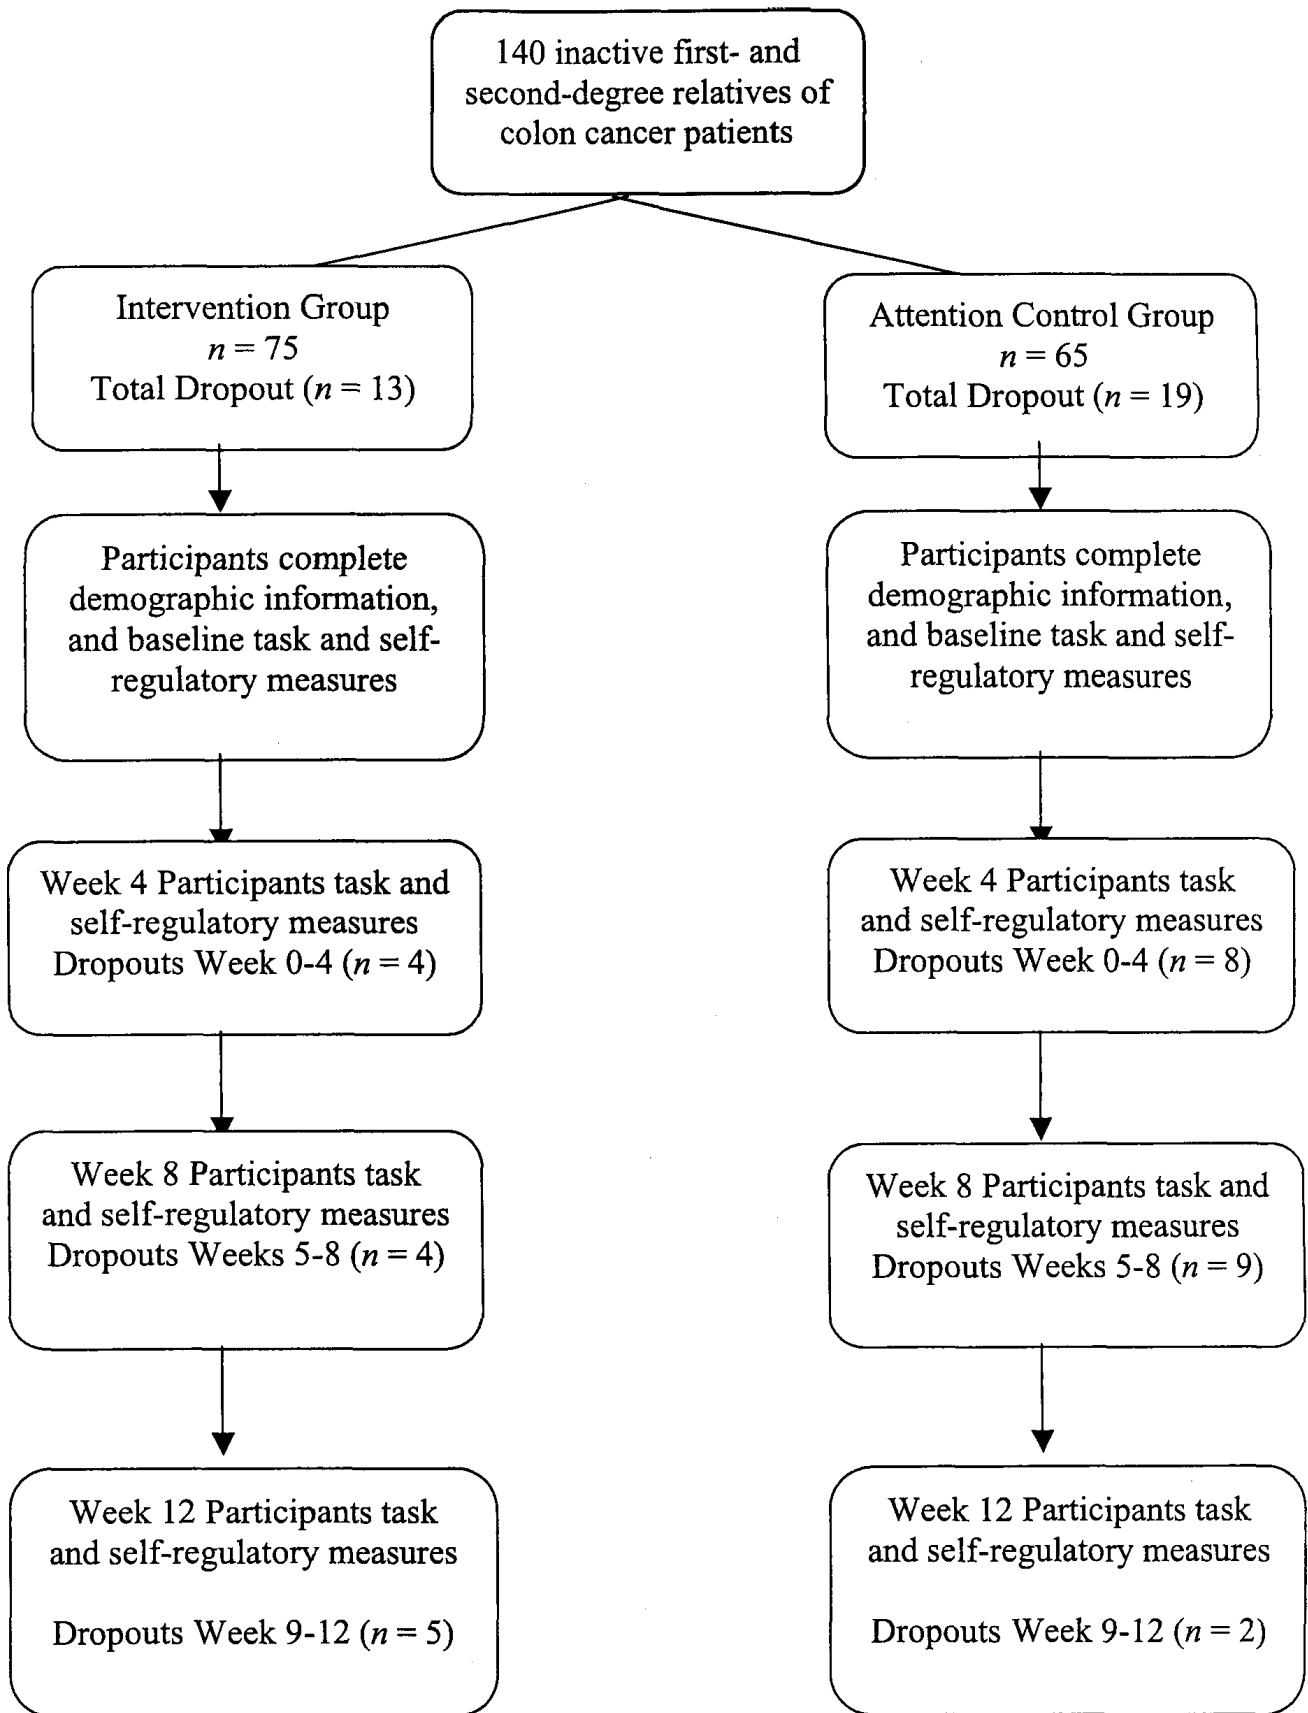 140 inactive first- and
second-degree relatives of
colon cancer patients
Intervention Group
n = 75
Total Dropout (n = 13)
Attention Control Group
n = 65
Total Dropout (n = 19)
Participants complete
demographic information,
and baseline task and self-
regulatory measures
Participants complete
demographic information,
and baseline task and self-
regulatory measures
Week 4 Participants task and
self-regulatory measures
Dropouts Week 0-4 (n = 4)
Week 4 Participants task
and self-regulatory measures
Dropouts Week 0-4 (n = 8)
Week 8 Participants task
and self-regulatory measures
Dropouts Weeks 5-8 (n = 4)
Week 8 Participants task and
self-regulatory measures
Dropouts Weeks 5-8 (n = 9)
Week 12 Participants task
and self-regulatory measures
Dropouts Week 9-12 (n = 5)
Week 12 Participants task
and self-regulatory measures
Dropouts Week 9-12 (n = 2)